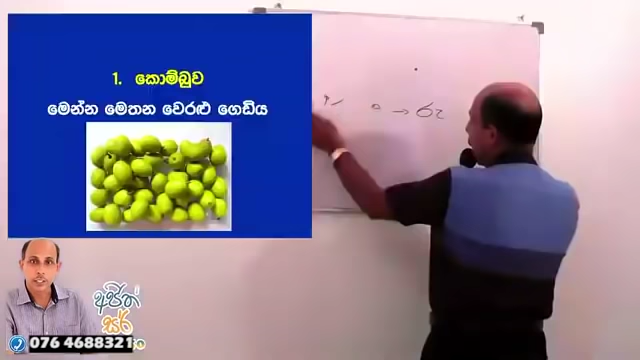 1. කොම්බුව
මෙන්න මෙතන වෙරළු ගෙඩිය
රු
අජිත්
සර්
076 4688321